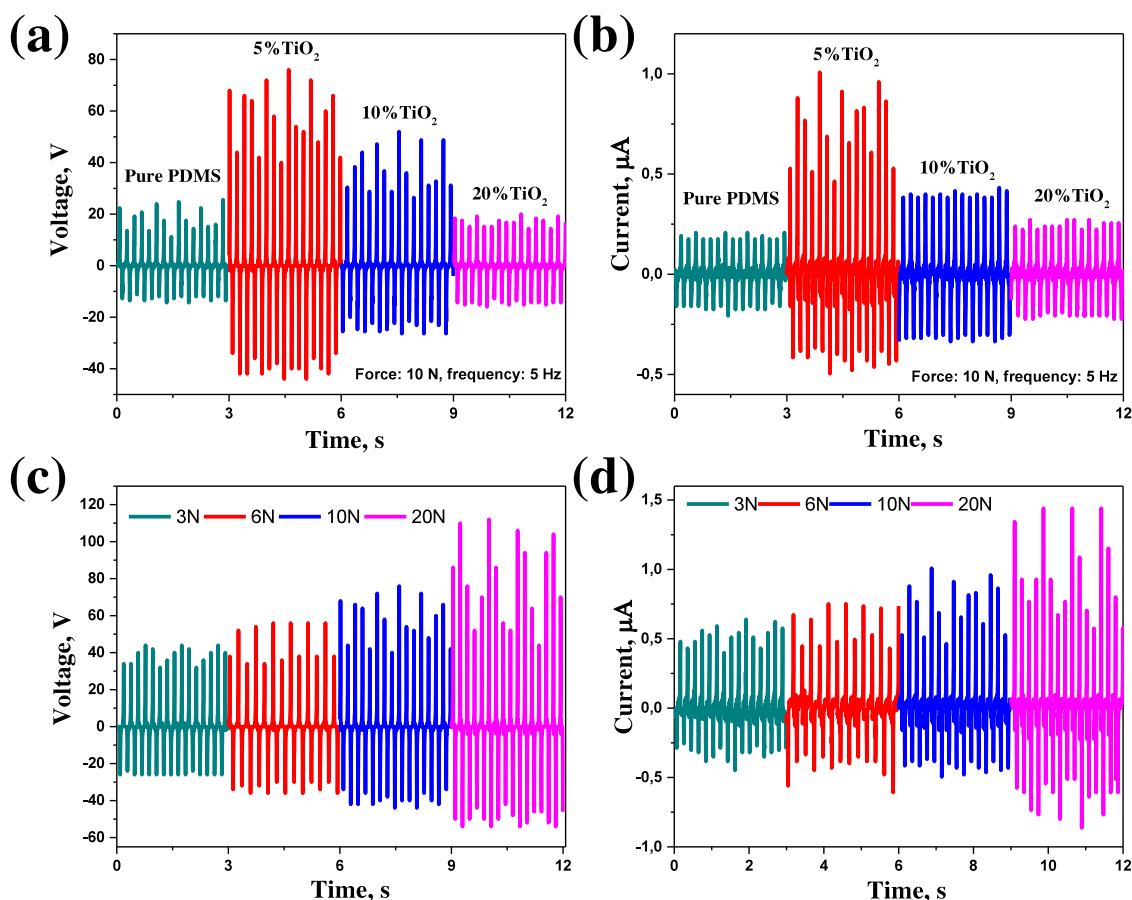 (a)
5%TiO₂
10%TiO₂
Pure PDMS
20%TiO₂
Force: 10 N, frequency: 5 Hz
Voltage, V
80
60
40
20
0
-20
-40
0 3 6 9 12
Time, s
(b)
5%TiO₂
10%TiO₂
Pure PDMS
20%TiO₂
Force: 10 N, frequency: 5 Hz
Current, µA
1,0
0,5
0,0
-0,5
0 3 6 9 12
Time, s
(c)
3N 6N 10N 20N
Voltage, V
120
100
80
60
40
20
0
-20
-40
-60
0 3 6 9 12
Time, s
(d)
3N 6N 10N 20N
Current, µA
1,5
1,0
0,5
0,0
-0,5
-1,0
0 2 4 6 8 10 12
Time, s